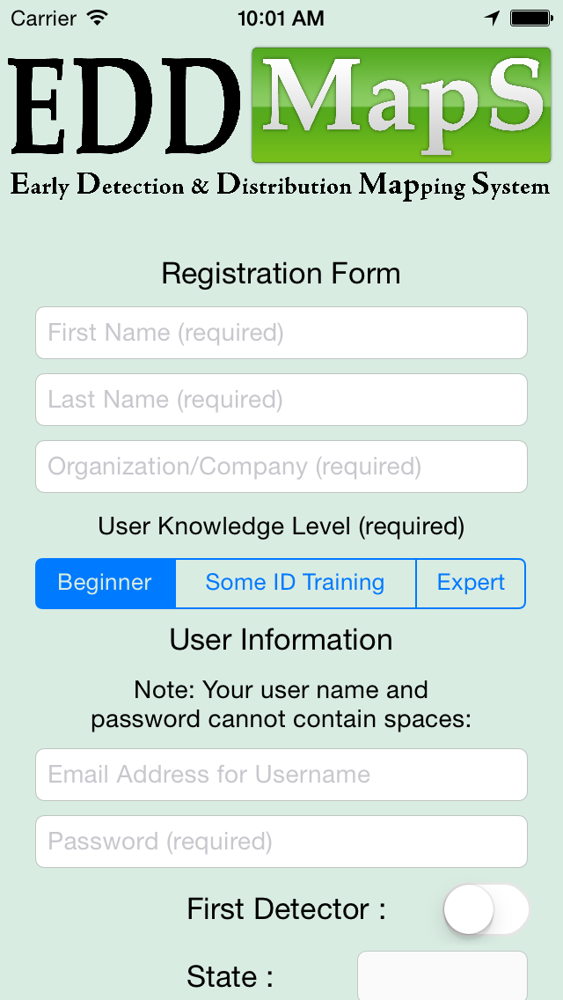 Carrier 10:01 AM
EDDMapS
Early Detection & Distribution Mapping System
Registration Form
First Name (required)
Last Name (required)
Organization/Company (required)
User Knowledge Level (required)
Beginner Some ID Training Expert
User Information
Note: Your user name and
password cannot contain spaces:
Email Address for Username
Password (required)
First Detector :
State :